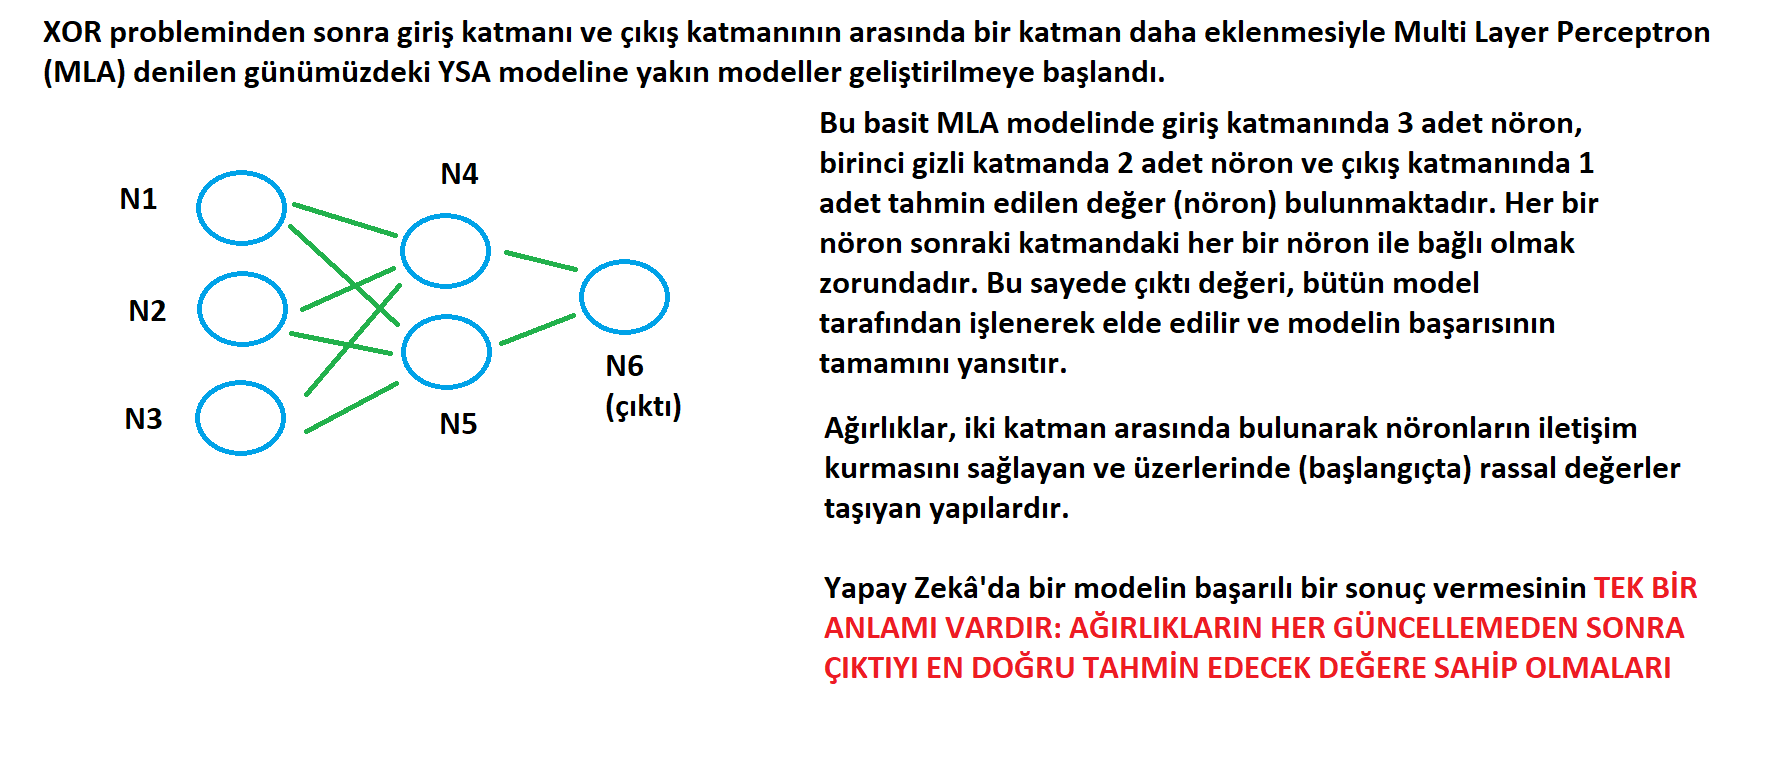 XOR probleminden sonra giriş katmanı ve çıkış katmanının arasında bir katman daha eklenmesiyle Multi Layer Perceptron
(MLA) denilen günümüzdeki YSA modeline yakın modeller geliştirilmeye başlandı.
N1
N2
N3
N4
N5
N6
(çıktı)
Bu basit MLA modelinde giriş katmanında 3 adet nöron,
birinci gizli katmanda 2 adet nöron ve çıkış katmanında 1
adet tahmin edilen değer (nöron) bulunmaktadır. Her bir
nöron sonraki katmandaki her bir nöron ile bağlı olmak
zorundadır. Bu sayede çıktı değeri, bütün model
tarafından işlenerek elde edilir ve modelin başarısının
tamamını yansıtır.
Ağırlıklar, iki katman arasında bulunarak nöronların iletişim
kurmasını sağlayan ve üzerlerinde (başlangıçta) rassal değerler
taşıyan yapılardır.
Yapay Zekâ'da bir modelin başarılı bir sonuç vermesinin TEK BİR
ANLAMI VARDIR: AĞIRLIKLARIN HER GÜNCELLEMEDEN SONRA
ÇIKTIYI EN DOĞRU TAHMİN EDECEK DEĞERE SAHİP OLMALARI